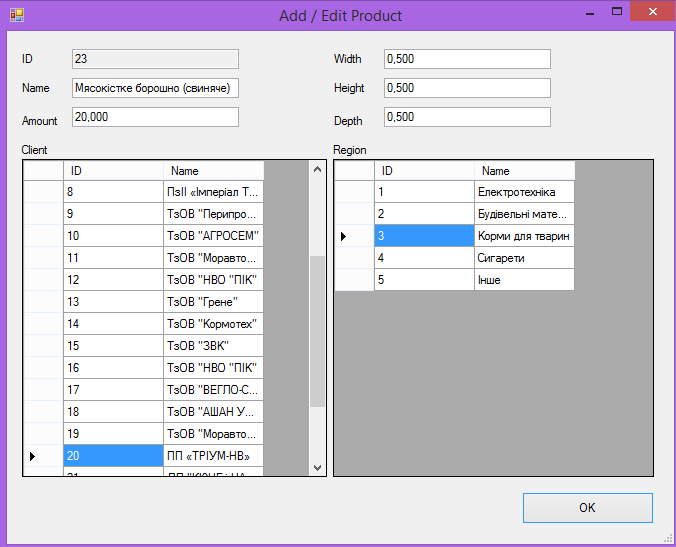 Add / Edit Product
ID 23
Width 0,500
Name Мясокістке борошно (свиняче)
Height 0,500
Amount 20,000
Depth 0,500
Client
ID Name
8 ПзІІ «Імперіал Т...
9 ТзОВ "Перипро...
10 ТзОВ "АГРОСЕМ"
11 ТзОВ "Моравто...
12 ТзОВ "НВО "ПІК"
13 ТзОВ "Грене"
14 ТзОВ "Кормотех"
15 ТзОВ "ЗВК"
16 ТзОВ "НВО "ПІК"
17 ТзОВ "ВЕГЛО-С...
18 ТзОВ "АШАН У...
19 ТзОВ "Моравто...
20 ПП «ТРІУМ-НВ»
21
Region
ID Name
1 Електротехніка
2 Будівельні мате...
3 Корми для тварин
4 Сигарети
5 Інше
OK